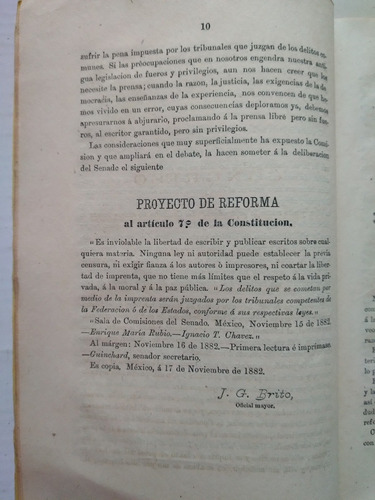 10
sufrir la pena impuesta por los tribunales que juzgan de los delitos co-
munes. Si las préocupaciones que en nosotros engendra nuestra anti-
gua legislacion de fueros y privilegios, aun nos hacen creer que los
necesite la prensa; cuando la razon, la justicia, las exigencias de la de-
mocracia, las enseñanzas de la experiencia, nos convencen de que he-
mos vivido en un error, cuyas consecuencias deploramos ya, debemos
apresurarnos á abjurarlo, proclamando á la prensa libre pero sin fue-
ros, al escritor garantido, pero sin privilegios.
Las consideraciones que muy superficialmente ha expuesto la Comi-
sion y que ampliará en el debate, la hacen someter á la deliberacion
del Senado el siguiente
PROYECTO DE REFORMA
al artículo 7º de la Constitucion.
«Es inviolable la libertad de escribir y publicar escritos sobre cual-
quiera materia. Ninguna ley ni autoridad puede establecer la previa
censura, ni exigir fianza á los autores ó impresores, ni coartar la liber-
tad de imprenta, que no tiene más límites que el respeto á la vida pri-
vada, á la moral y á la paz pública. "Los delitos que se cometan por
medio de la imprenta serán juzgados por los tribunales competentes de
la Federacion ó de los Estados, conforme á sus respectivas leyes."
"Sala de Comisiones del Senado. México, Noviembre 15 de 1882.
—Enrique María Rubio.—Ignacio T. Chavez."
Al márgen: Noviembre 16 de 1882.—Primera lectura é imprímase.
—Guinchard, senador secretario.
Es copia. México, á 17 de Noviembre de 1882.
J. G. Brito,
Oficial mayor.